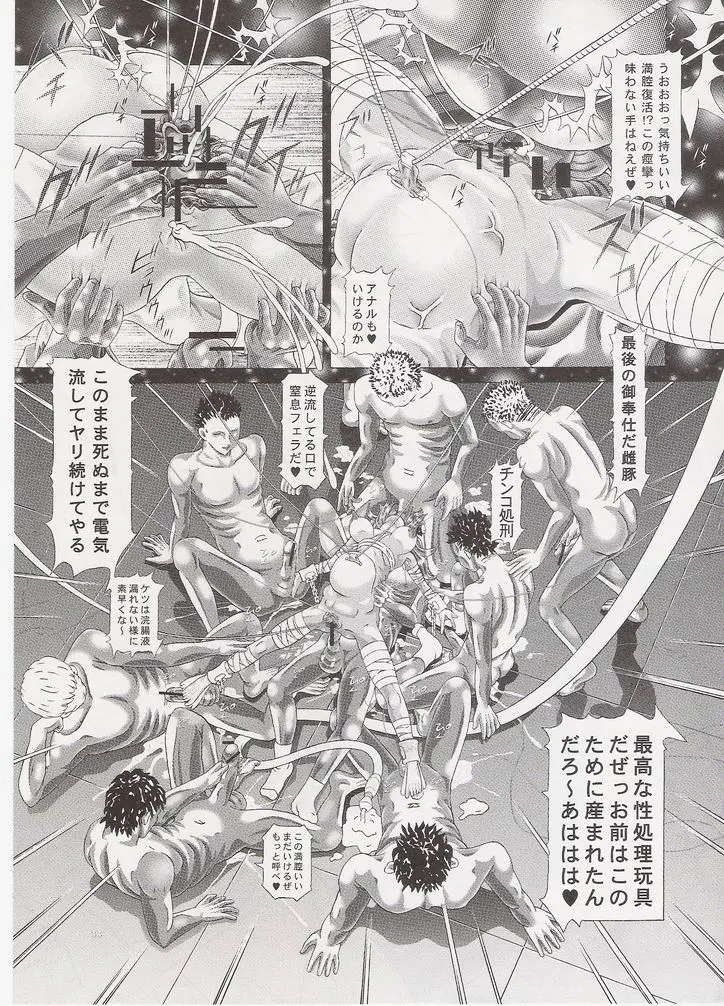 うおおおっ気持ちいい
満腔復活!?この痙攣っ
味わない手はねえぜ♥
アナルも♥
いけるのか
最後の御奉仕だ雌豚
チンコ処刑
逆流してる口で
窒息フェラだ♥
このまま死ぬまで電気
流してヤリ続けてやる
ケツは浣腸液
漏れない様に
素早くな～
最高な性処理玩具
だぜっお前はこの
ために産まれたん
だろ～あははは♥
この満腔いい
まだいけるぜ
もっと呼べ♥